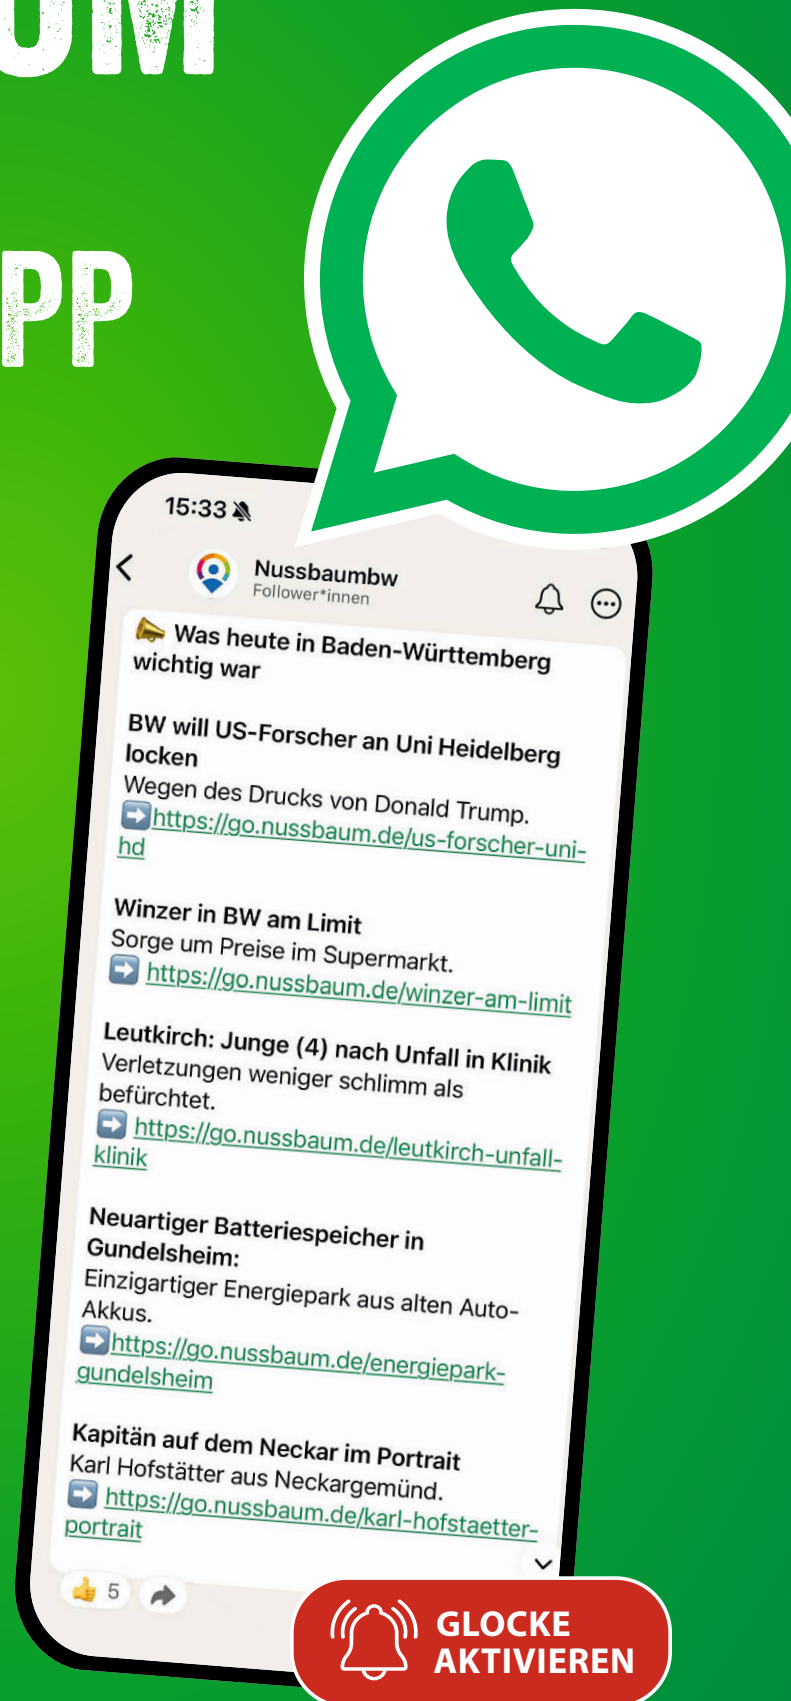 PP
15:33
Nussbaumbw
Follower*innen
Was heute in Baden-Württemberg
wichtig war
BW will US-Forscher an Uni Heidelberg
locken
Wegen des Drucks von Donald Trump.
https://go.nussbaum.de/us-forscher-uni-
hd
Winzer in BW am Limit
Sorge um Preise im Supermarkt.
https://go.nussbaum.de/winzer-am-limit
Leutkirch: Junge (4) nach Unfall in Klinik
Verletzungen weniger schlimm als
befürchtet.
https://go.nussbaum.de/leutkirch-unfall-
klinik
Neuartiger Batteriespeicher in
Gundelsheim:
Einzigartiger Energiepark aus alten Auto-
Akkus.
https://go.nussbaum.de/energiepark-
gundelsheim
Kapitän auf dem Neckar im Portrait
Karl Hofstätter aus Neckargemünd.
https://go.nussbaum.de/karl-hofstaetter-
portrait
5
GLOCKE
AKTIVIEREN